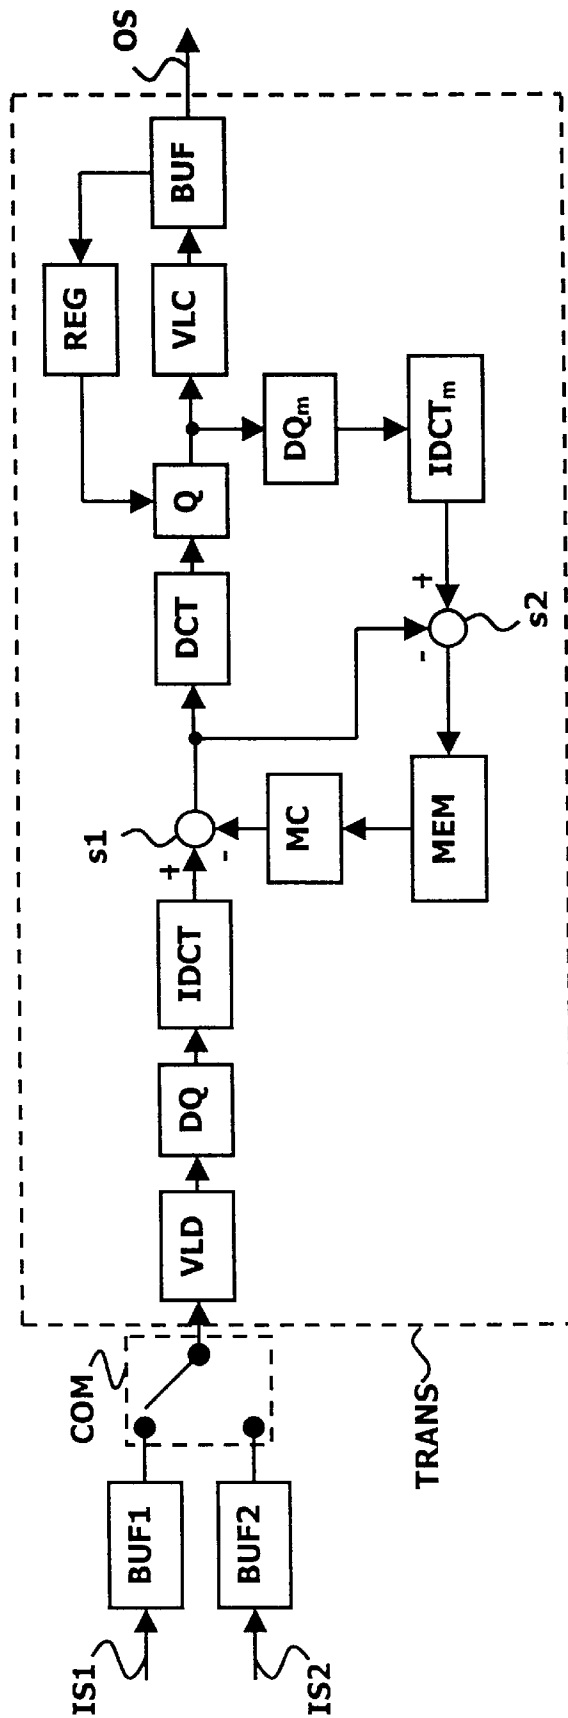 IS1
IS2
BUF1
BUF2
COM
TRANS
VLD
DQ
IDCT
+
-
s1
MC
MEM
DCT
Q
REG
VLC
BUF
OS
DQm
IDCTm
+
-
s2